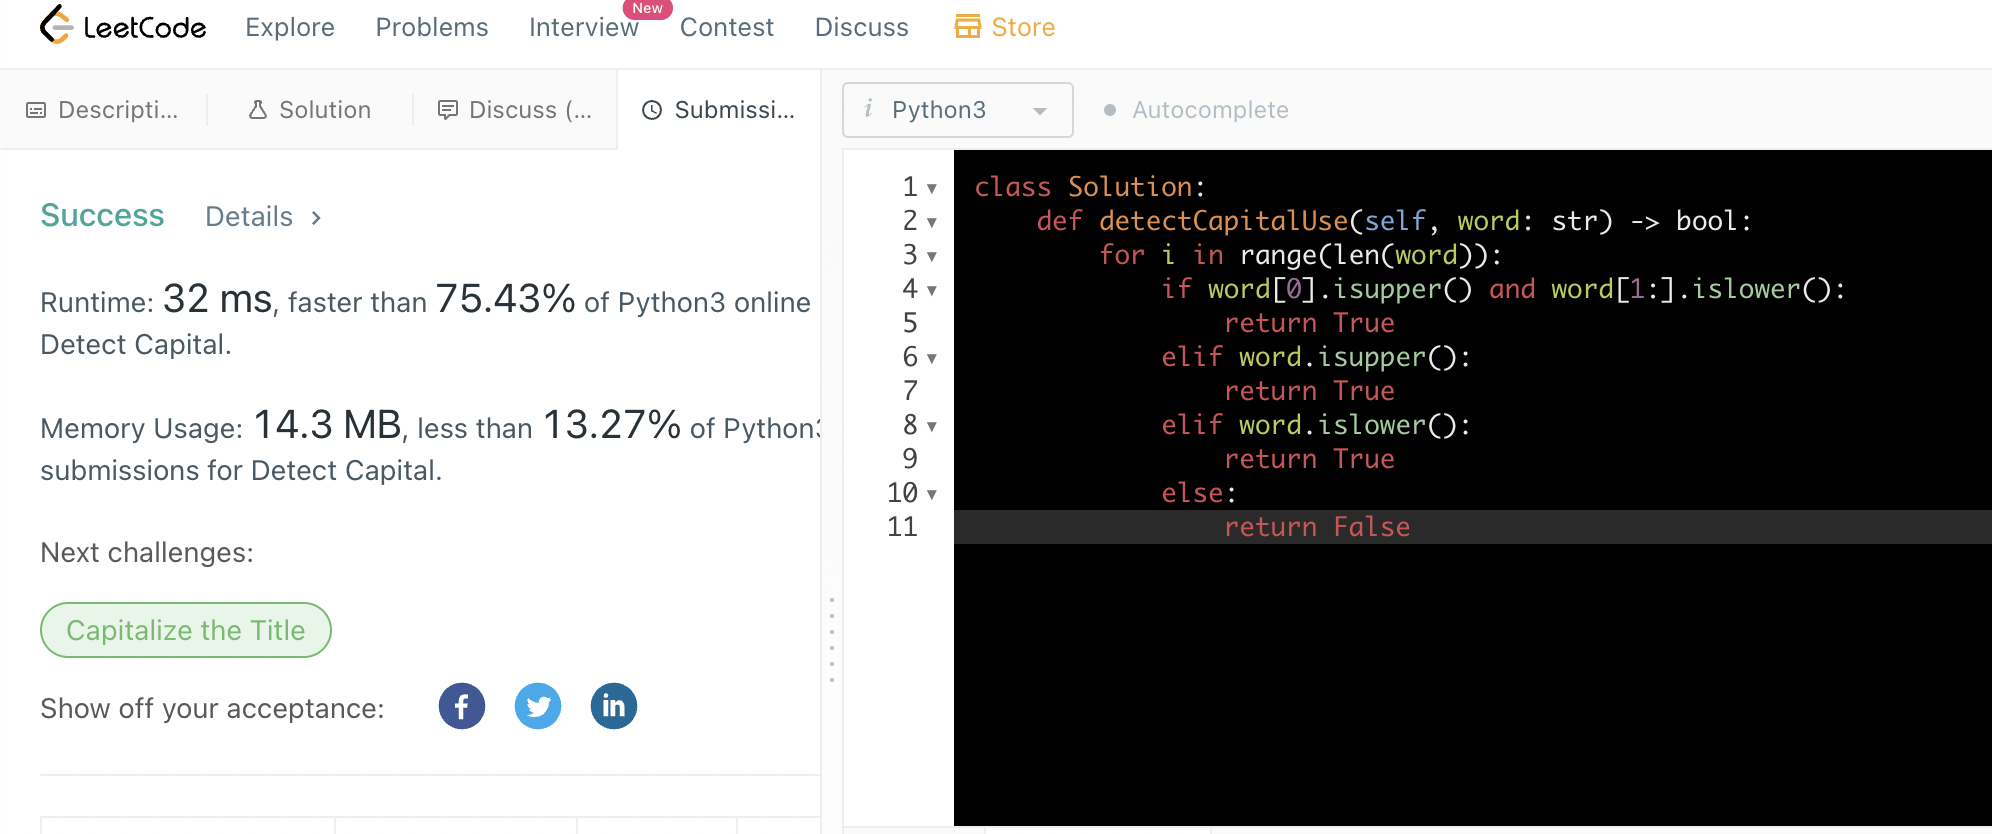 LeetCode Explore Problems Interview New Contest Discuss Store
Descripti... Solution Discuss (... Submissi...
i Python3 Autocomplete
Success Details >
Runtime: 32 ms, faster than 75.43% of Python3 online
Detect Capital.
Memory Usage: 14.3 MB, less than 13.27% of Python3
submissions for Detect Capital.
Next challenges:
Capitalize the Title
Show off your acceptance:
f in
1 class Solution:
2 def detectCapitalUse(self, word: str) -> bool:
3 for i in range(len(word)):
4 if word[0].isupper() and word[1:].islower():
5 return True
6 elif word.isupper():
7 return True
8 elif word.islower():
9 return True
10 else:
11 return False